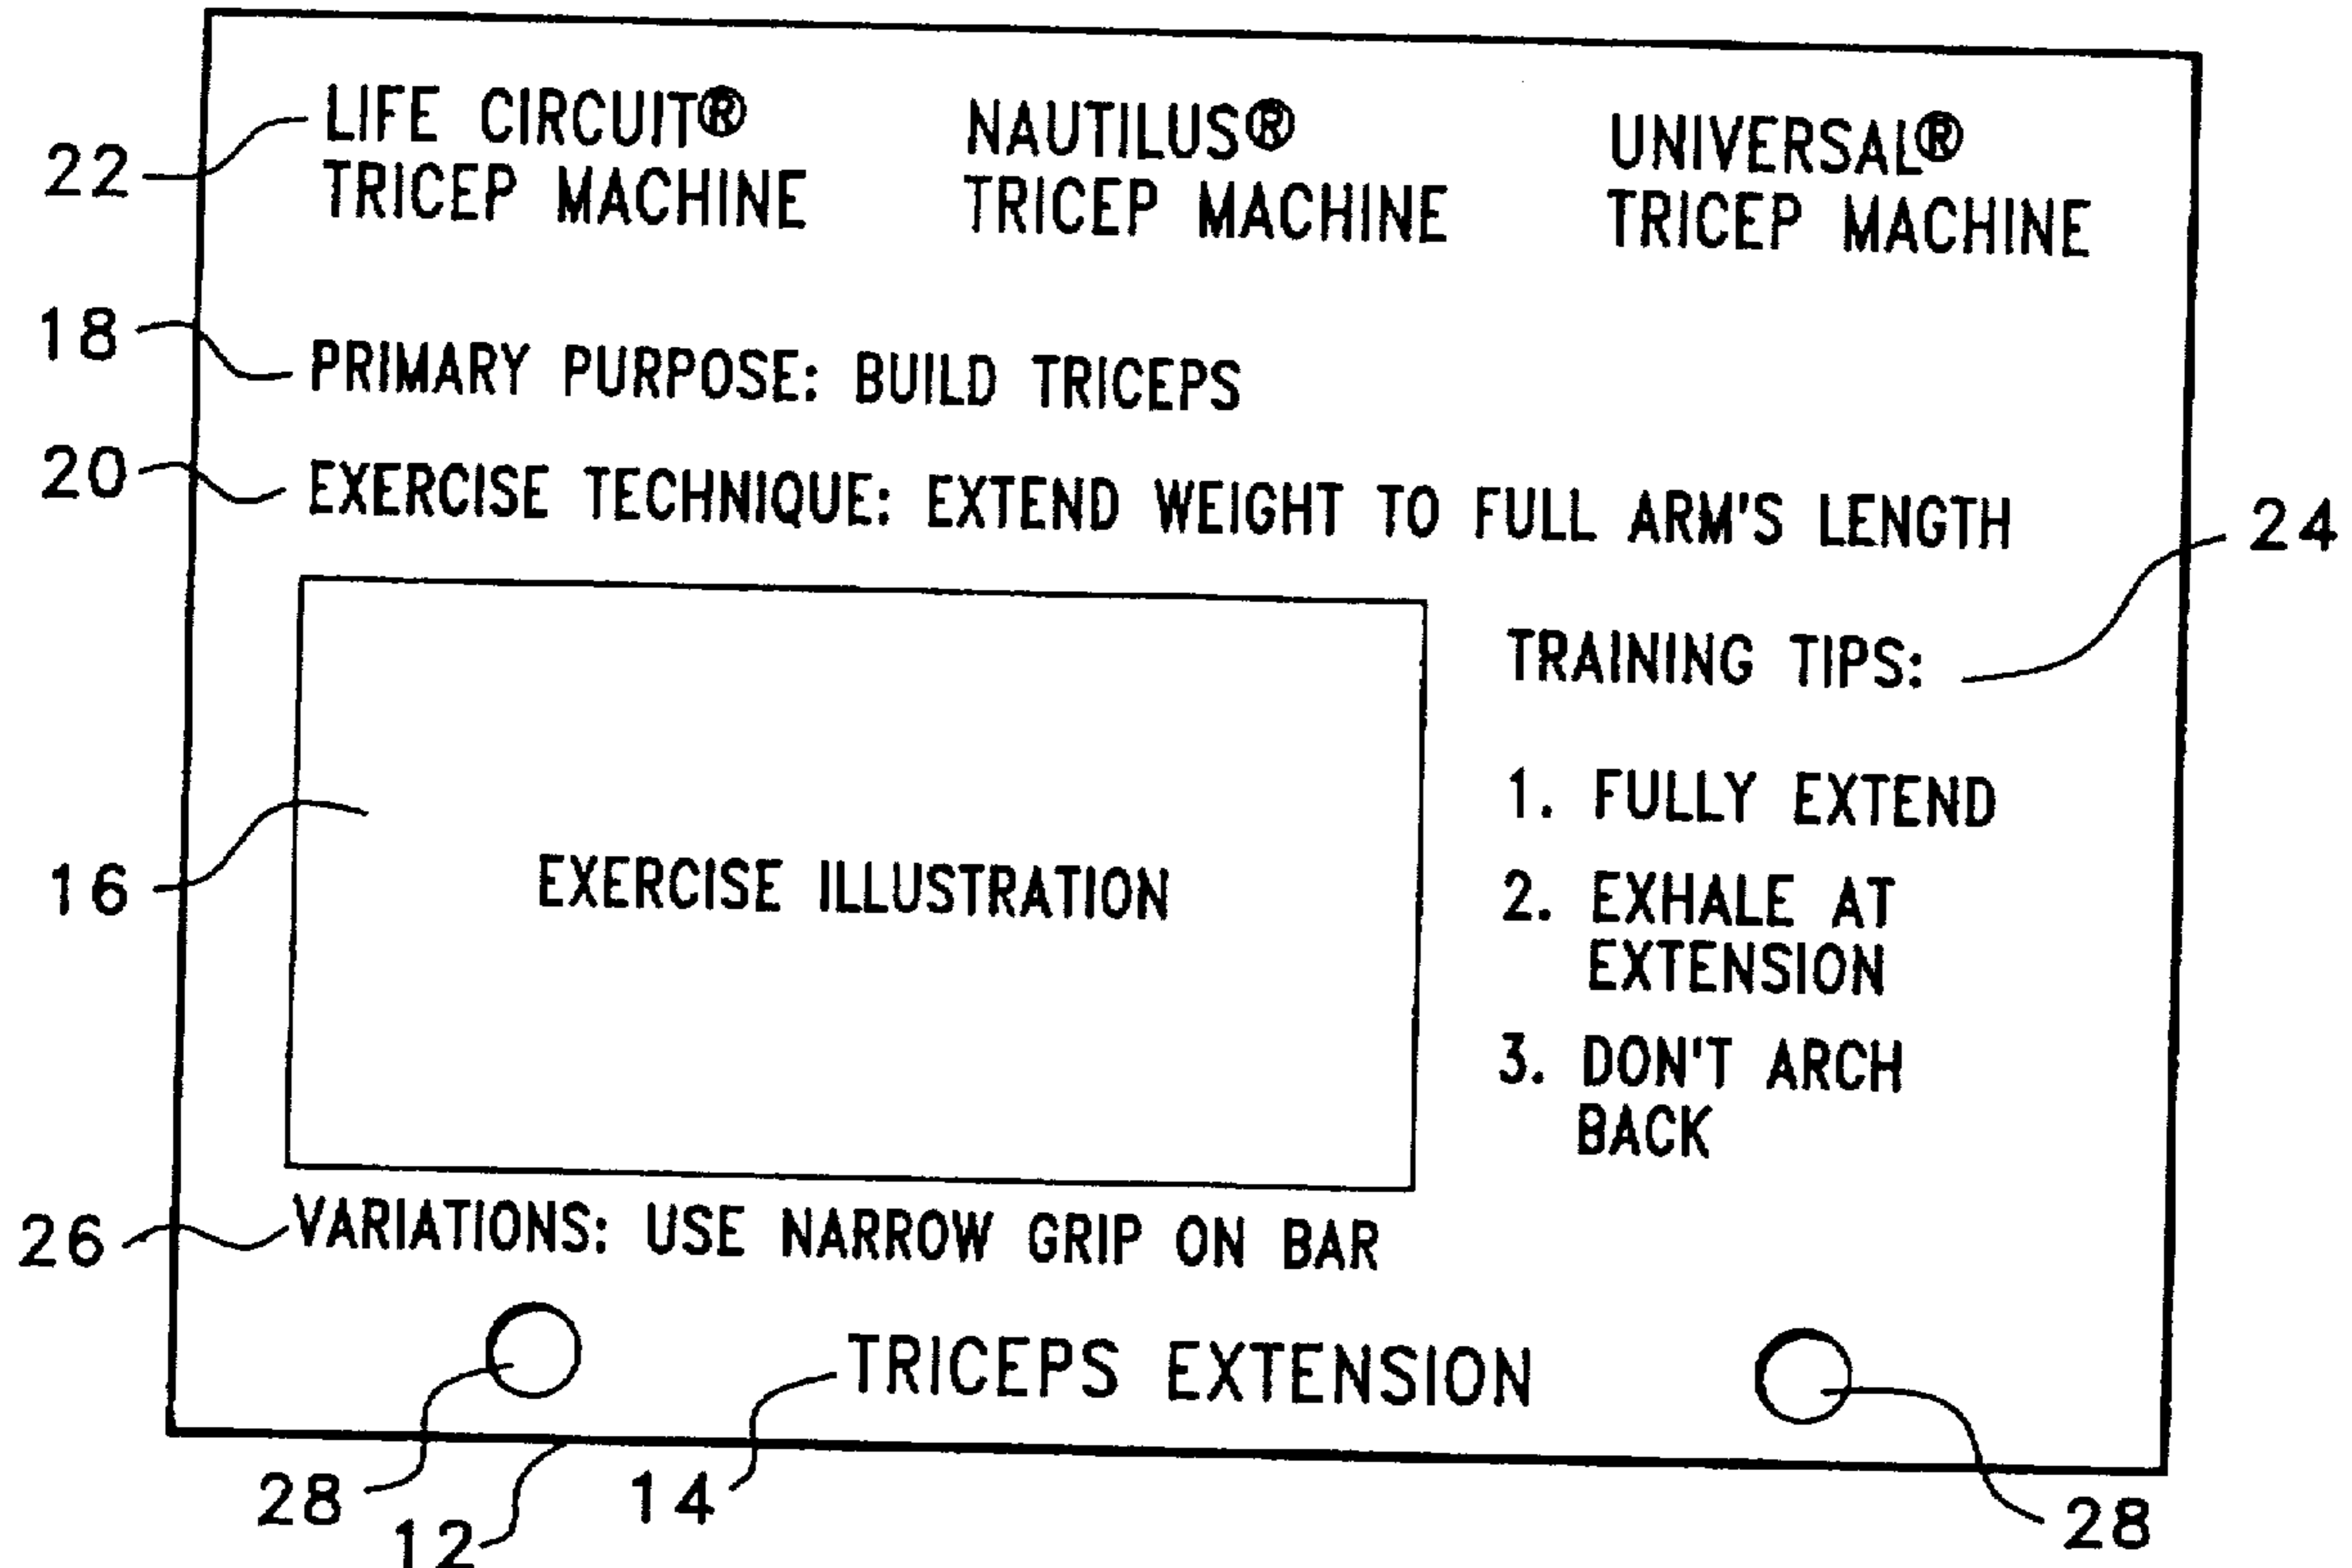 LIFE CIRCUIT® NAUTILUS® UNIVERSAL®
TRICEP MACHINE TRICEP MACHINE TRICEP MACHINE
22
18
PRIMARY PURPOSE: BUILD TRICEPS
20
EXERCISE TECHNIQUE: EXTEND WEIGHT TO FULL ARM'S LENGTH
24
TRAINING TIPS:
1. FULLY EXTEND
16
EXERCISE ILLUSTRATION
2. EXHALE AT
EXTENSION
3. DON'T ARCH
BACK
26
VARIATIONS: USE NARROW GRIP ON BAR
TRICEPS EXTENSION
28
12
14
28